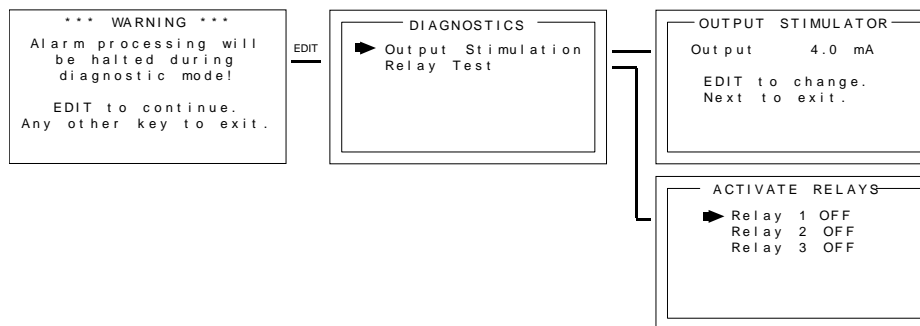 *** WARNING ***
Alarm processing will
be halted during
diagnostic mode!
EDIT to continue.
Any other key to exit.
EDIT
DIAGNOSTICS
Output Stimulation
Relay Test
OUTPUT STIMULATOR
Output 4.0 mA
EDIT to change.
Next to exit.
ACTIVATE RELAYS
Relay 1 OFF
Relay 2 OFF
Relay 3 OFF